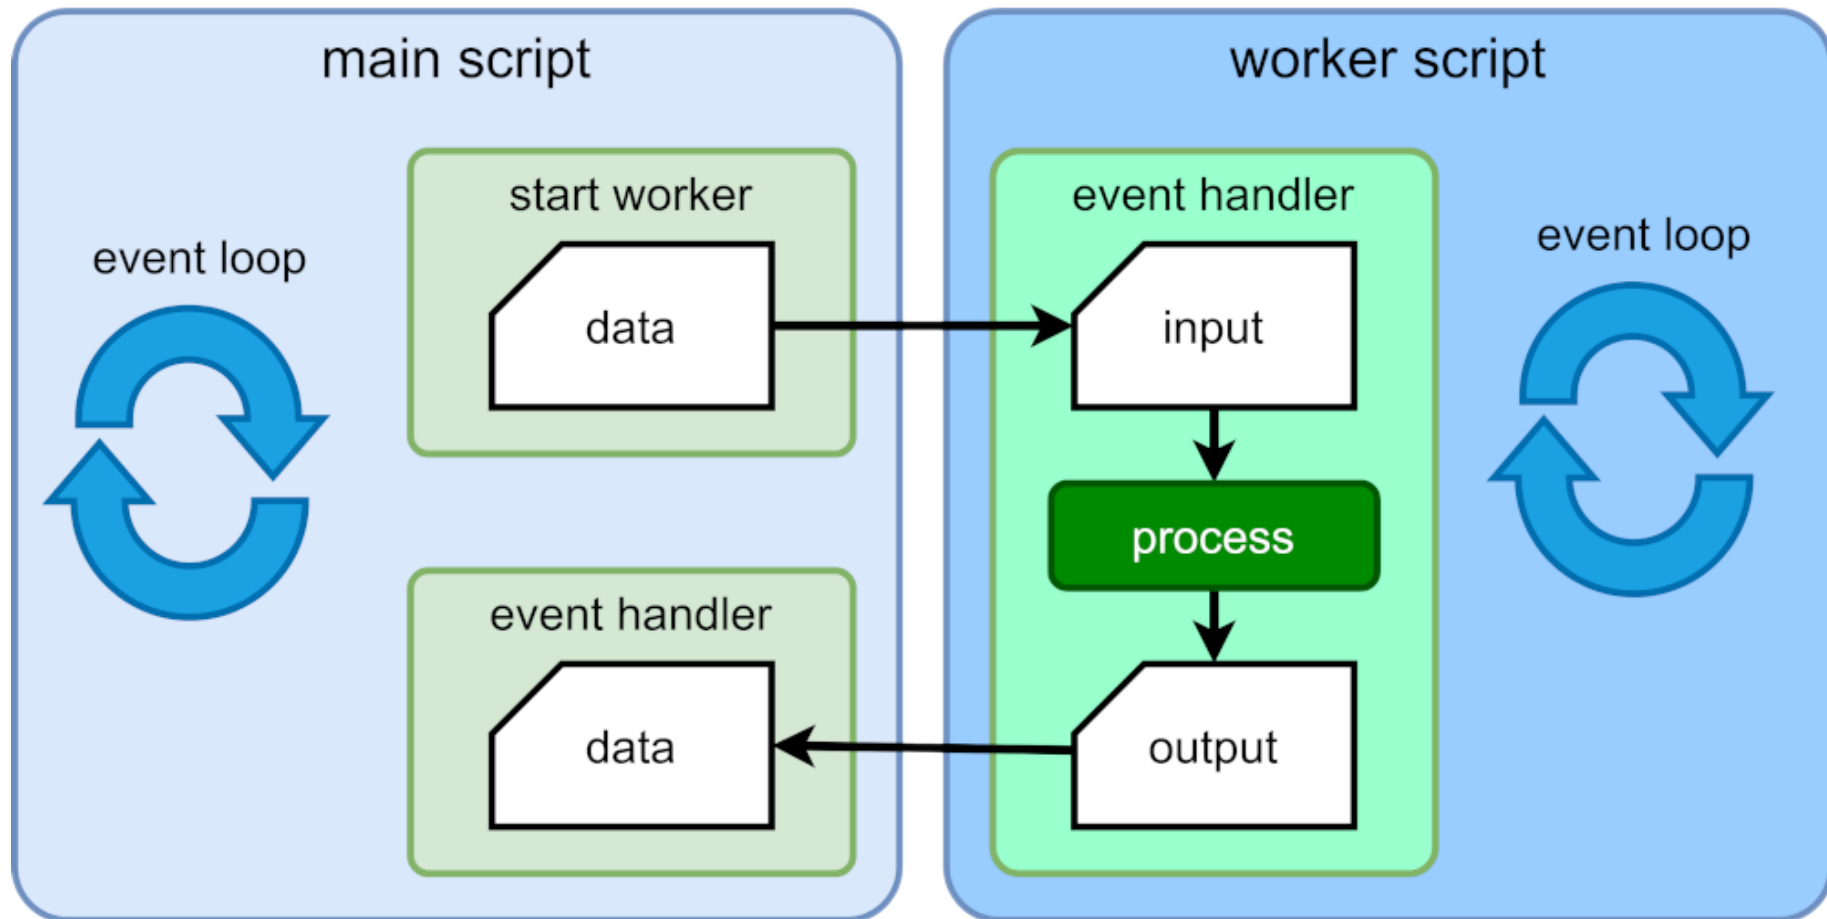 main script
event loop
start worker
data
event handler
data
worker script
event handler
input
process
output
event loop